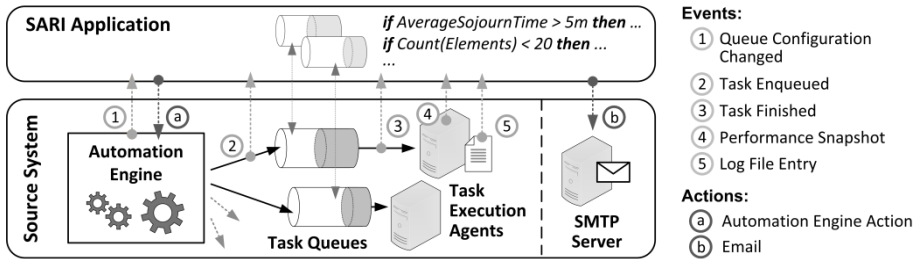 SARI Application
if AverageSojournTime > 5m then ...
if Count(Elements) < 20 then ...
...
Source System
1
a
2
3
4
5
b
Automation
Engine
Task Queues
Task
Execution
Agents
SMTP
Server
Events:
1 Queue Configuration
Changed
2 Task Enqueued
3 Task Finished
4 Performance Snapshot
5 Log File Entry
Actions:
a Automation Engine Action
b Email